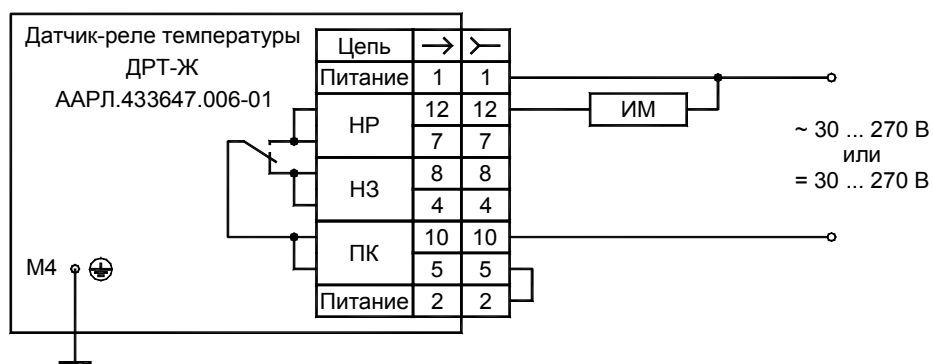 Датчик-реле температуры
ДРТ-Ж
ААРЛ.433647.006-01
Цепь
Питание 1 1
НР 12 12
7 7
НЗ 8 8
4 4
ПК 10 10
5 5
Питание 2 2
ИМ
~ 30 ... 270 В
или
= 30 ... 270 В
М4